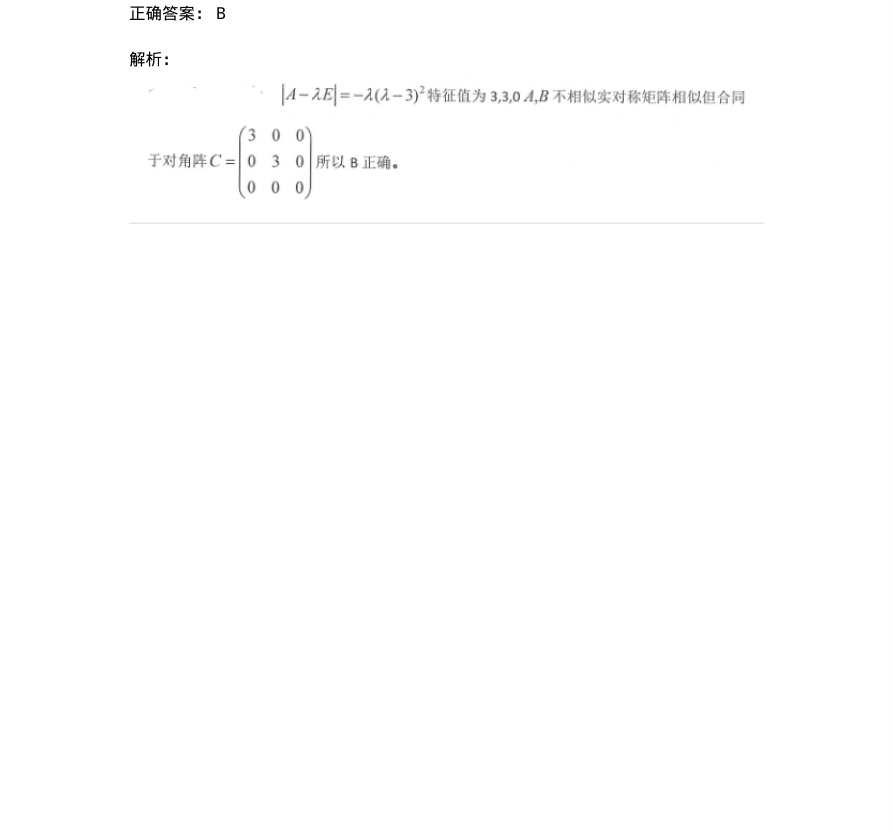 正确答案： B
解析：
|A−λE|=−λ(λ−3)²特征值为 3,3,0 A,B 不相似实对称矩阵相似但合同
于对角阵C=(3 0 0
0 3 0
0 0 0)所以 B 正确。